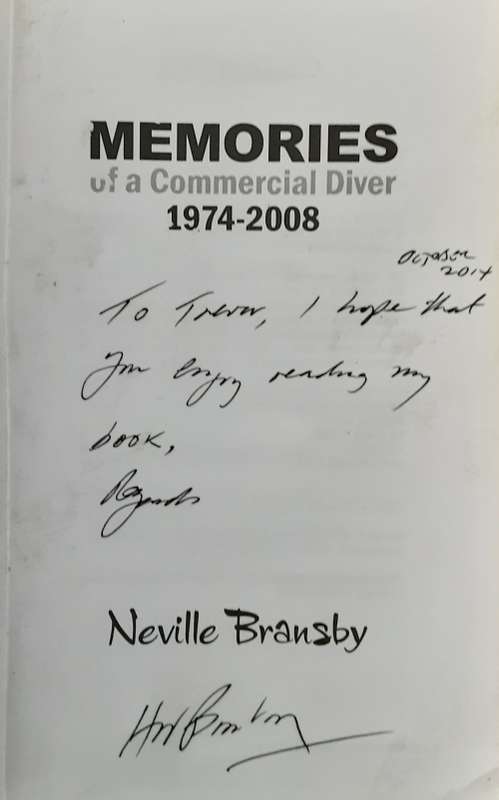 MEMORIES
of a Commercial Diver
1974-2008
OCTOBER
2014
To Trevor, I hope that
you enjoy reading my
book,
Regards
Neville Bransby